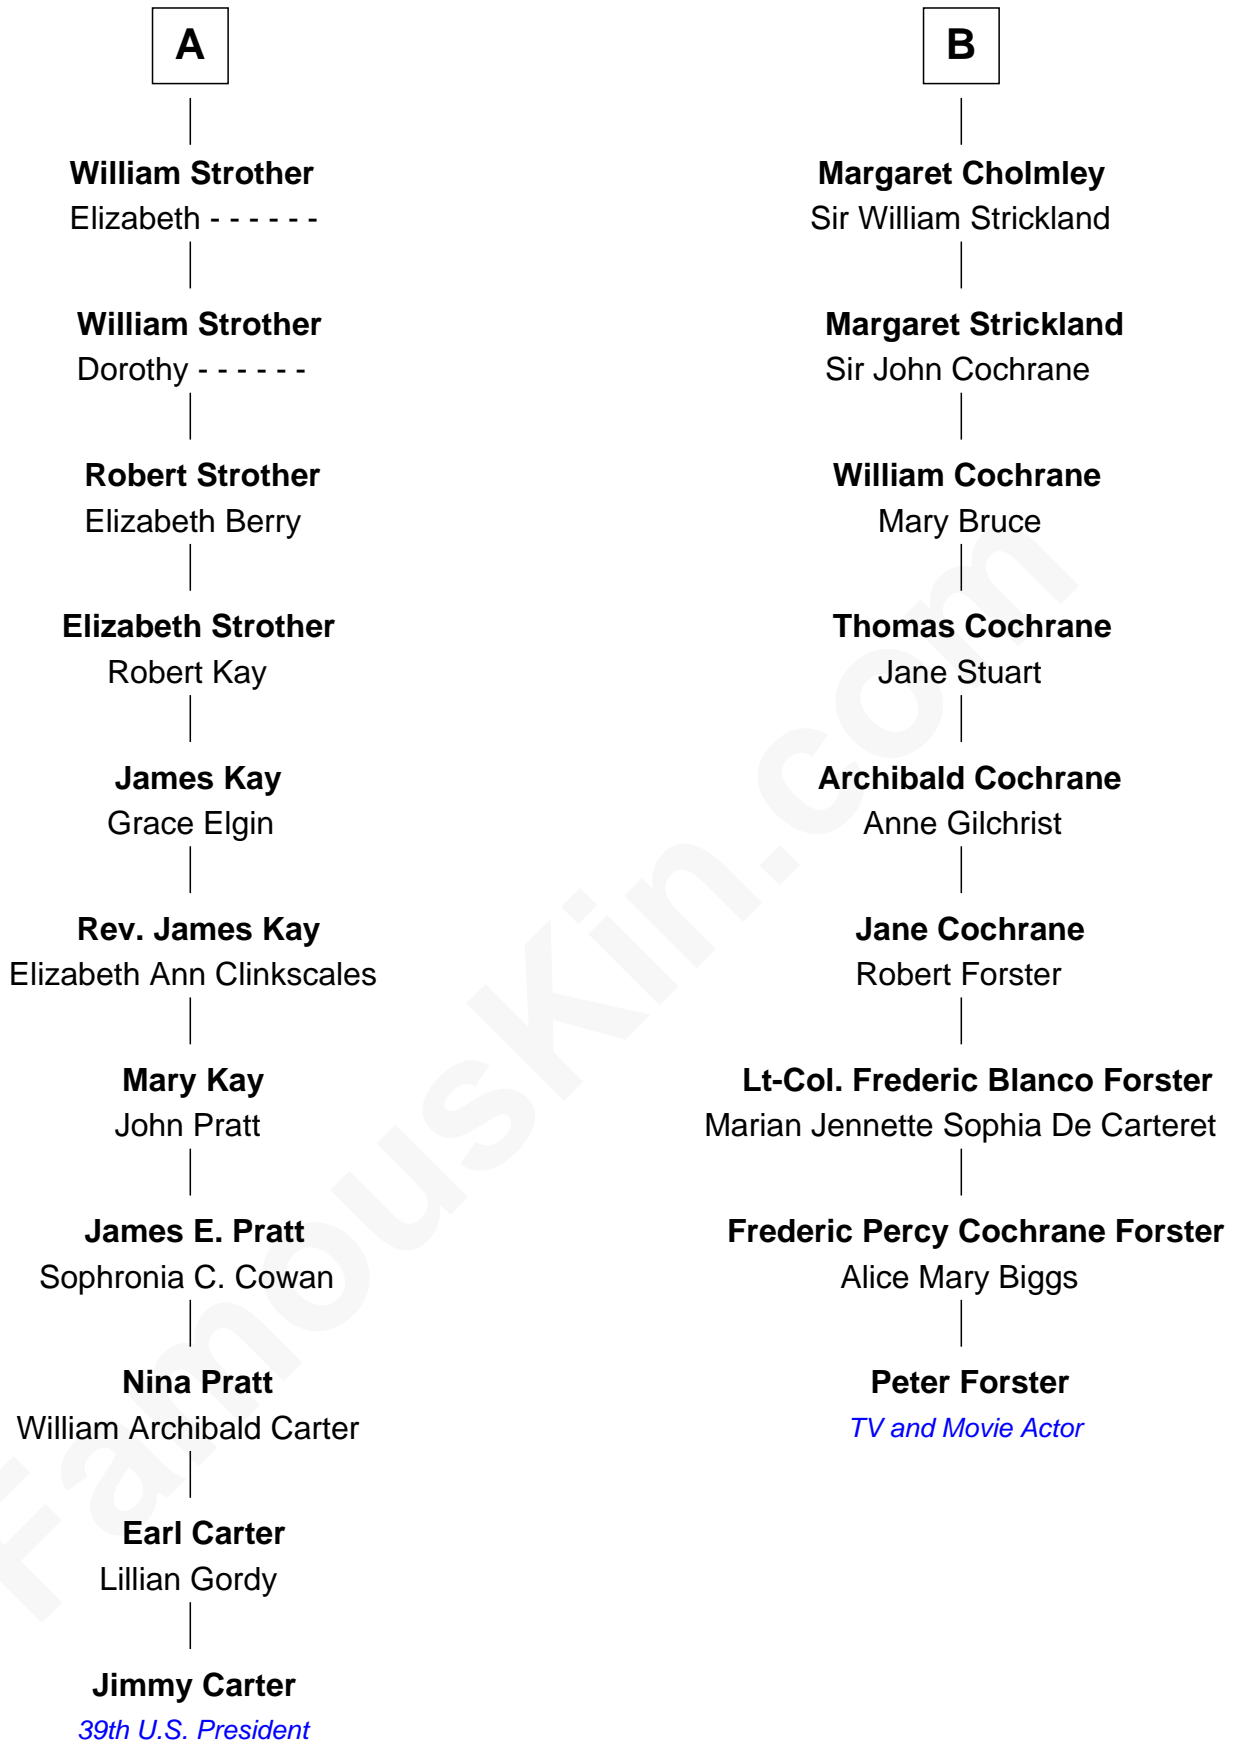 A
William Strother
Elizabeth - - - - - -
William Strother
Dorothy - - - - - -
Robert Strother
Elizabeth Berry
Elizabeth Strother
Robert Kay
James Kay
Grace Elgin
Rev. James Kay
Elizabeth Ann Clinkscales
Mary Kay
John Pratt
James E. Pratt
Sophronia C. Cowan
Nina Pratt
William Archibald Carter
Earl Carter
Lillian Gordy
Jimmy Carter
39th U.S. President
B
Margaret Cholmley
Sir William Strickland
Margaret Strickland
Sir John Cochrane
William Cochrane
Mary Bruce
Thomas Cochrane
Jane Stuart
Archibald Cochrane
Anne Gilchrist
Jane Cochrane
Robert Forster
Lt-Col. Frederic Blanco Forster
Marian Jennette Sophia De Carteret
Frederic Percy Cochrane Forster
Alice Mary Biggs
Peter Forster
TV and Movie Actor
FamousKin.com